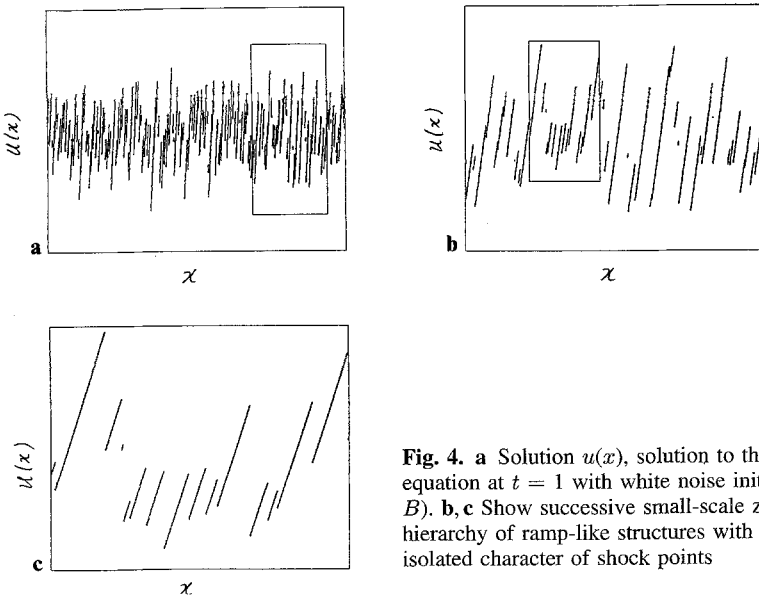 u(x)
a
x
u(x)
b
x
u(x)
c
x
Fig. 4. a Solution u(x), solution to th
equation at t = 1 with white noise init
B). b, c Show successive small-scale z
hierarchy of ramp-like structures with
isolated character of shock points